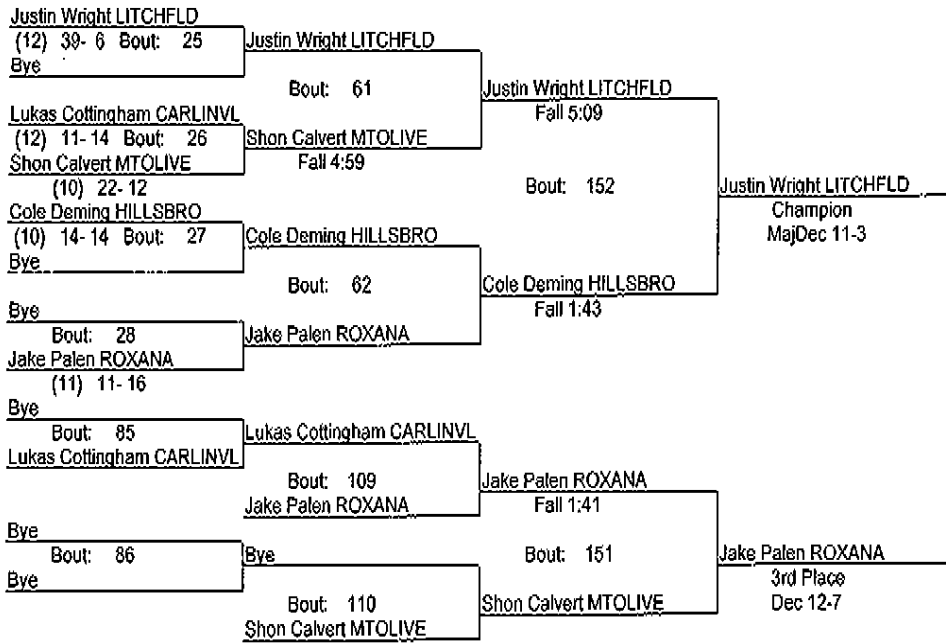 Justin Wright LITCHFLD
(12) 39- 6 Bout: 25
Bye
Justin Wright LITCHFLD
Bout: 61
Lukas Cottingham CARLINVL
(12) 11- 14 Bout: 26
Shon Calvert MTOLIVE
(10) 22- 12
Shon Calvert MTOLIVE
Fall 4:59
Justin Wright LITCHFLD
Fall 5:09
Bout: 152
Cole Deming HILLSBRO
(10) 14- 14 Bout: 27
Bye
Cole Deming HILLSBRO
Bout: 62
Bye
Bout: 28
Jake Palen ROXANA
(11) 11- 16
Jake Palen ROXANA
Cole Deming HILLSBRO
Fall 1:43
Justin Wright LITCHFLD
Champion
MajDec 11-3
Bye
Bout: 85
Lukas Cottingham CARLINVL
Lukas Cottingham CARLINVL
Bout: 109
Jake Palen ROXANA
Jake Palen ROXANA
Fall 1:41
Bout: 151
Bye
Bout: 86
Bye
Bye
Bout: 110
Shon Calvert MTOLIVE
Shon Calvert MTOLIVE
Jake Palen ROXANA
3rd Place
Dec 12-7